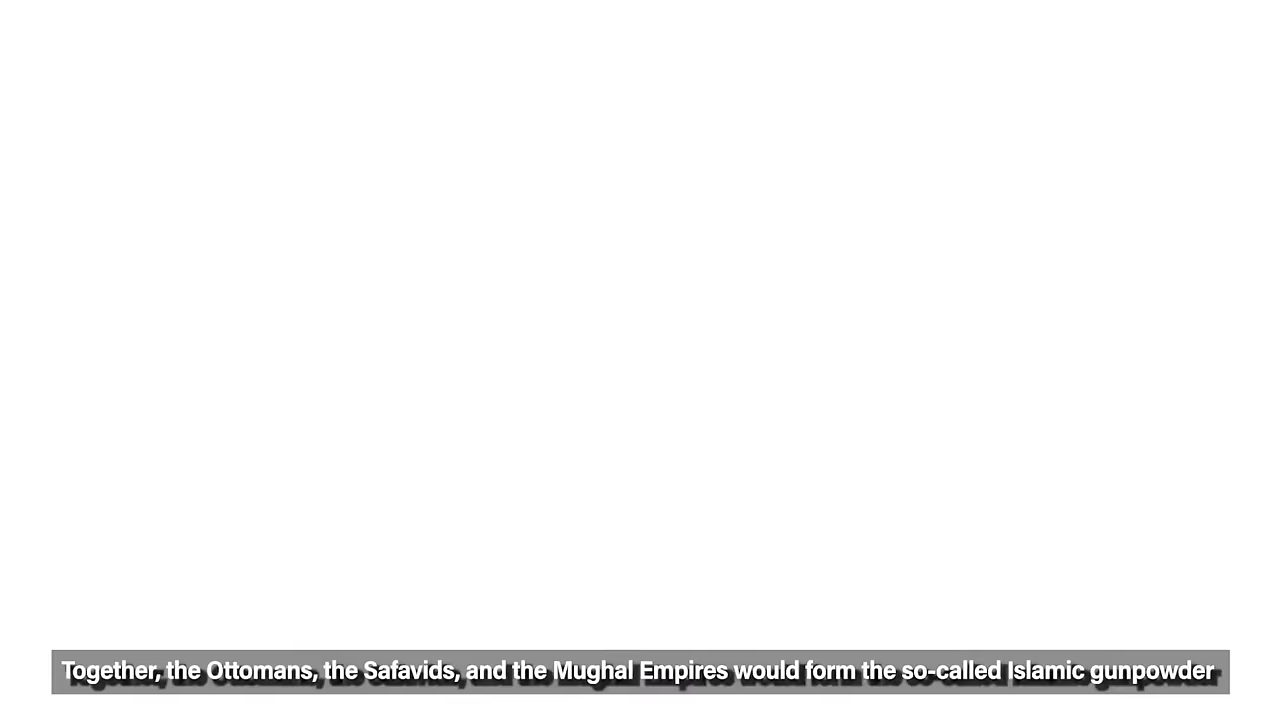 Together, the Ottomans, the Safavids, and the Mughal Empires would form the so-called Islamic gunpowder